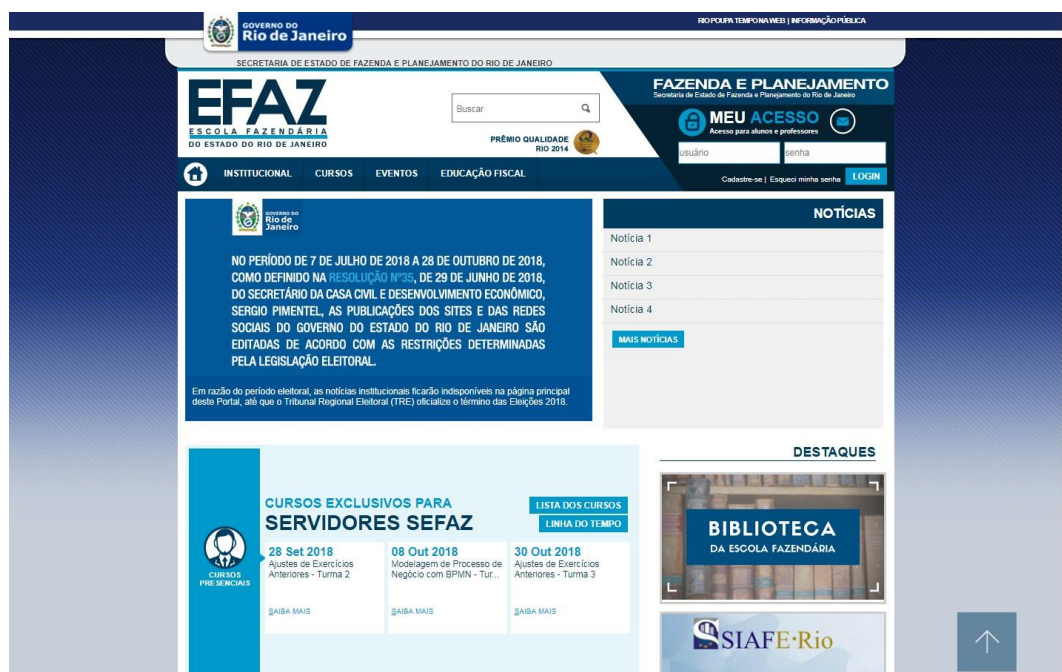 GOVERNO DO
Rio de Janeiro
RIO POUPA TEMPO NA WEB | INFORMAÇÃO PÚBLICA
SECRETARIA DE ESTADO DE FAZENDA E PLANEJAMENTO DO RIO DE JANEIRO
EFAZ
ESCOLA FAZENDÁRIA
DO ESTADO DO RIO DE JANEIRO
Buscar
PRÊMIO QUALIDADE
RIO 2014
FAZENDA E PLANEJAMENTO
Secretaria de Estado de Fazenda e Planejamento do Rio de Janeiro
MEU ACESSO
Acesso para alunos e professores
usuário
senha
Cadastre-se | Esqueci minha senha
LOGIN
INSTITUCIONAL
CURSOS
EVENTOS
EDUCAÇÃO FISCAL
GOVERNO DO
Rio de
Janeiro
NO PERÍODO DE 7 DE JULHO DE 2018 A 28 DE OUTUBRO DE 2018,
COMO DEFINIDO NA RESOLUÇÃO Nº35, DE 29 DE JUNHO DE 2018,
DO SECRETÁRIO DA CASA CIVIL E DESENVOLVIMENTO ECONÔMICO,
SERGIO PIMENTEL, AS PUBLICAÇÕES DOS SITES E DAS REDES
SOCIAIS DO GOVERNO DO ESTADO DO RIO DE JANEIRO SÃO
EDITADAS DE ACORDO COM AS RESTRIÇÕES DETERMINADAS
PELA LEGISLAÇÃO ELEITORAL.
Em razão do período eleitoral, as notícias institucionais ficarão indisponíveis na página principal
deste Portal, até que o Tribunal Regional Eleitoral (TRE) oficialize o término das Eleições 2018.
NOTÍCIAS
Notícia 1
Notícia 2
Notícia 3
Notícia 4
MAIS NOTÍCIAS
CURSOS
PRESENCIAIS
CURSOS EXCLUSIVOS PARA
SERVIDORES SEFAZ
LISTA DOS CURSOS
LINHA DO TEMPO
28 Set 2018
Ajustes de Exercícios
Anteriores - Turma 2
SAIBA MAIS
08 Out 2018
Modelagem de Processo de
Negócio com BPMN - Tur...
SAIBA MAIS
30 Out 2018
Ajustes de Exercícios
Anteriores - Turma 3
SAIBA MAIS
DESTAQUES
BIBLIOTECA
DA ESCOLA FAZENDÁRIA
SIAFE·Rio